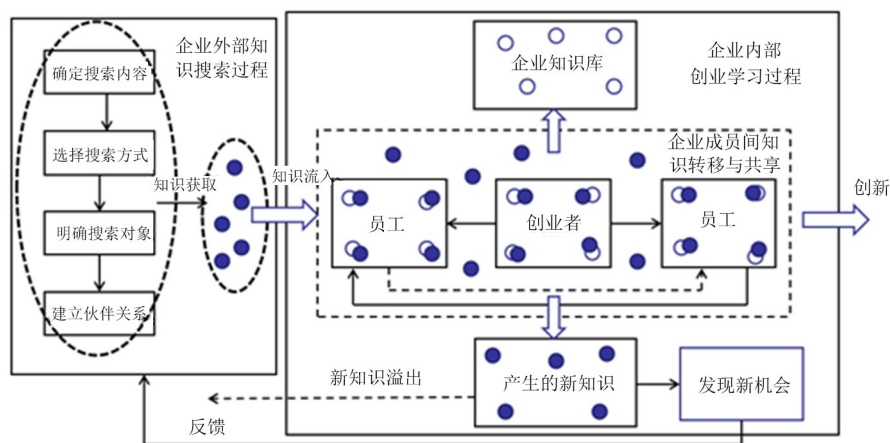 企业外部知
识搜索过程
确定搜索内容
选择搜索方式
明确搜索对象
建立伙伴关系
知识获取
知识流入
企业知识库
企业内部
创业学习过程
企业成员间知
识转移与共享
员工
创业者
员工
创新
产生的新知识
发现新机会
新知识溢出
反馈